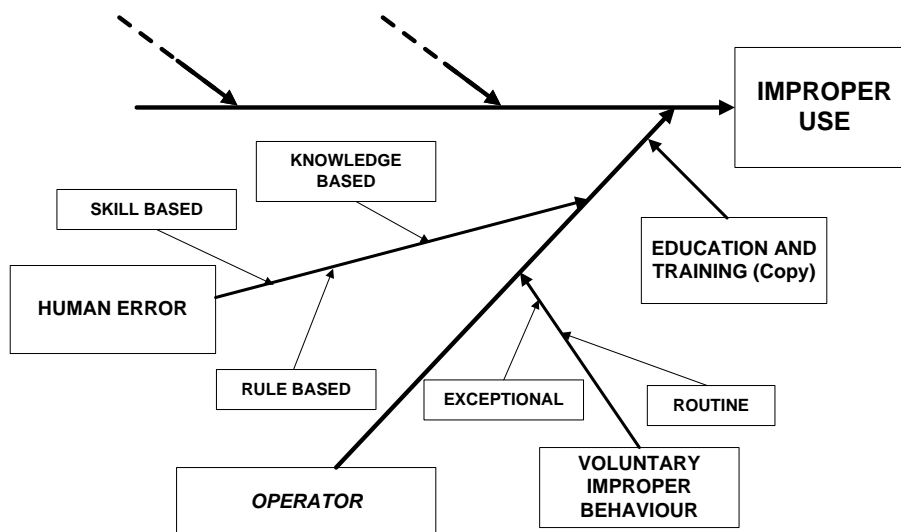 IMPROPER
USE
KNOWLEDGE
BASED
SKILL BASED
EDUCATION AND
TRAINING (Copy)
HUMAN ERROR
RULE BASED
EXCEPTIONAL
ROUTINE
VOLUNTARY
IMPROPER
BEHAVIOUR
OPERATOR